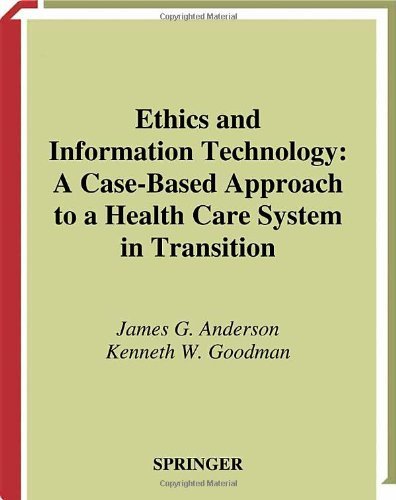 Copyrighted Material
Ethics and
Information Technology:
A Case-Based Approach
to a Health Care System
in Transition
James G. Anderson
Kenneth W. Goodman
SPRINGER
Copyrighted Material